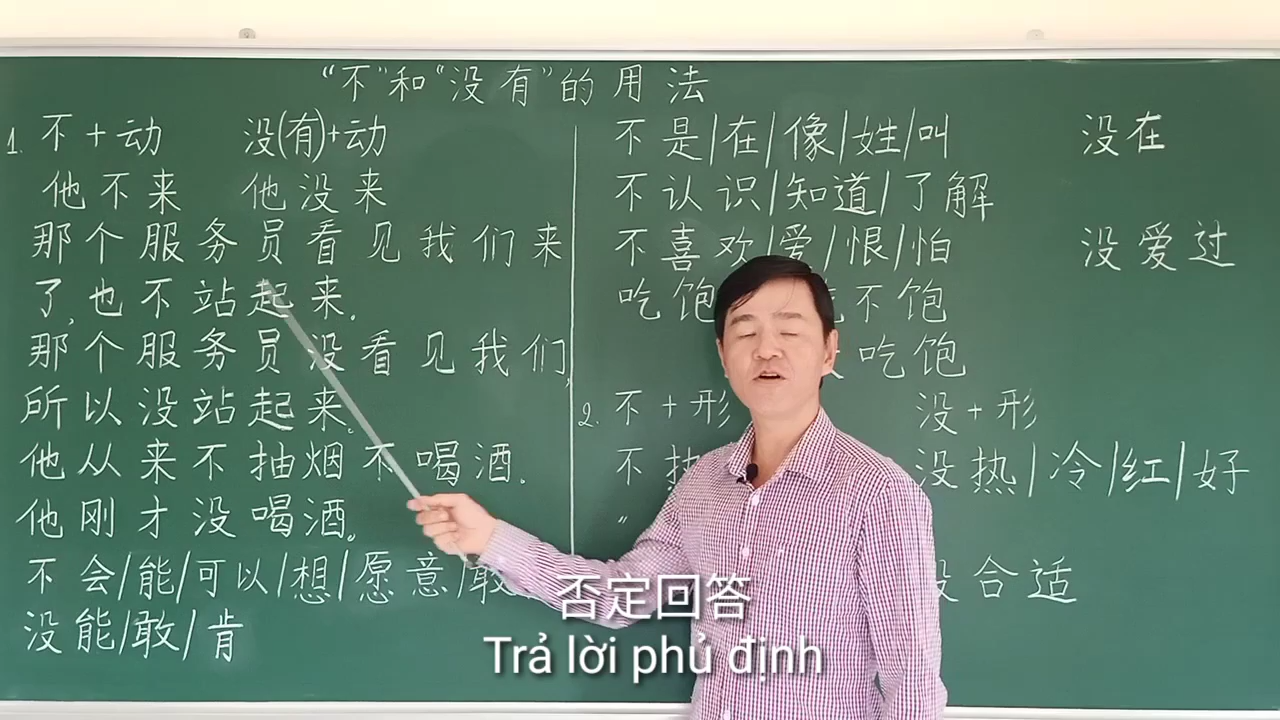 “不”和“没有”的用法
1. 不+动 没(有)+动
他不来 他没来
那个服务员看见我们来
了,也不站起来.
那个服务员没看见我们,
所以没站起来。
他从来不抽烟不喝酒.
他刚才没喝酒。
不会/能/可以/想/愿意/敢
没能/敢/肯
不是/在/像/姓/叫 没在
不认识/知道/了解
不喜欢/爱/恨/怕 没爱过
吃饱 不饱
吃饱
2. 不+形 没+形
不热 没热/冷/红/好
〃 没合适
否定回答
Trả lời phủ định